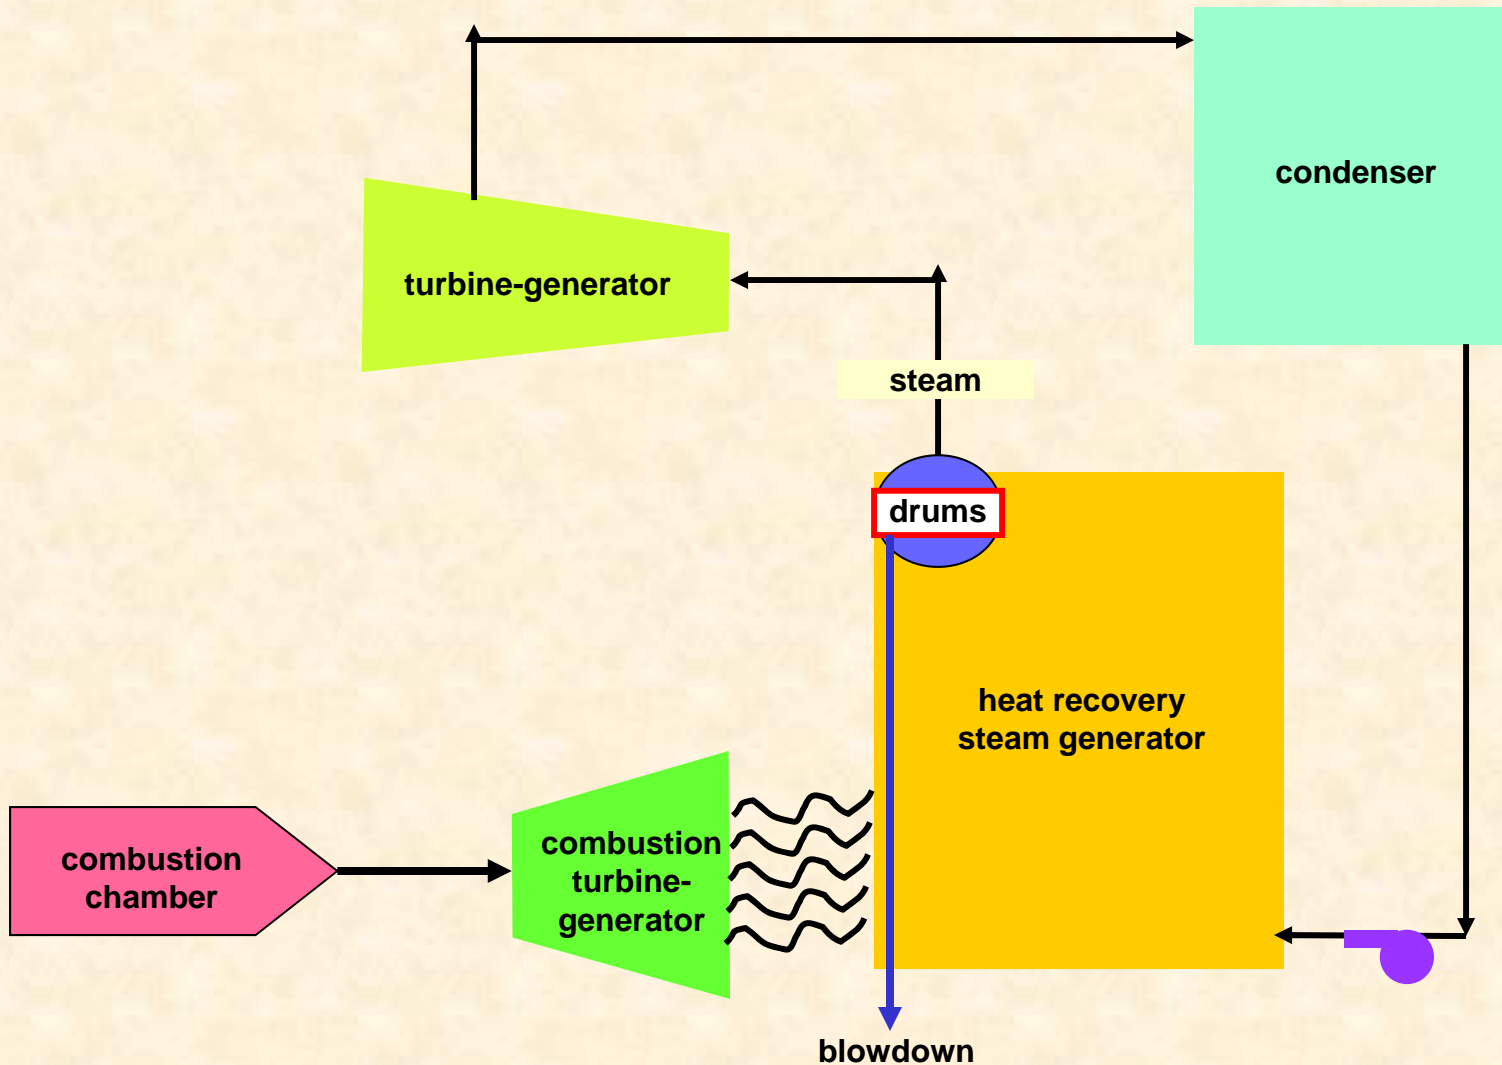 condenser
turbine-generator
steam
drums
heat recovery
steam generator
combustion
chamber
combustion
turbine-
generator
blowdown